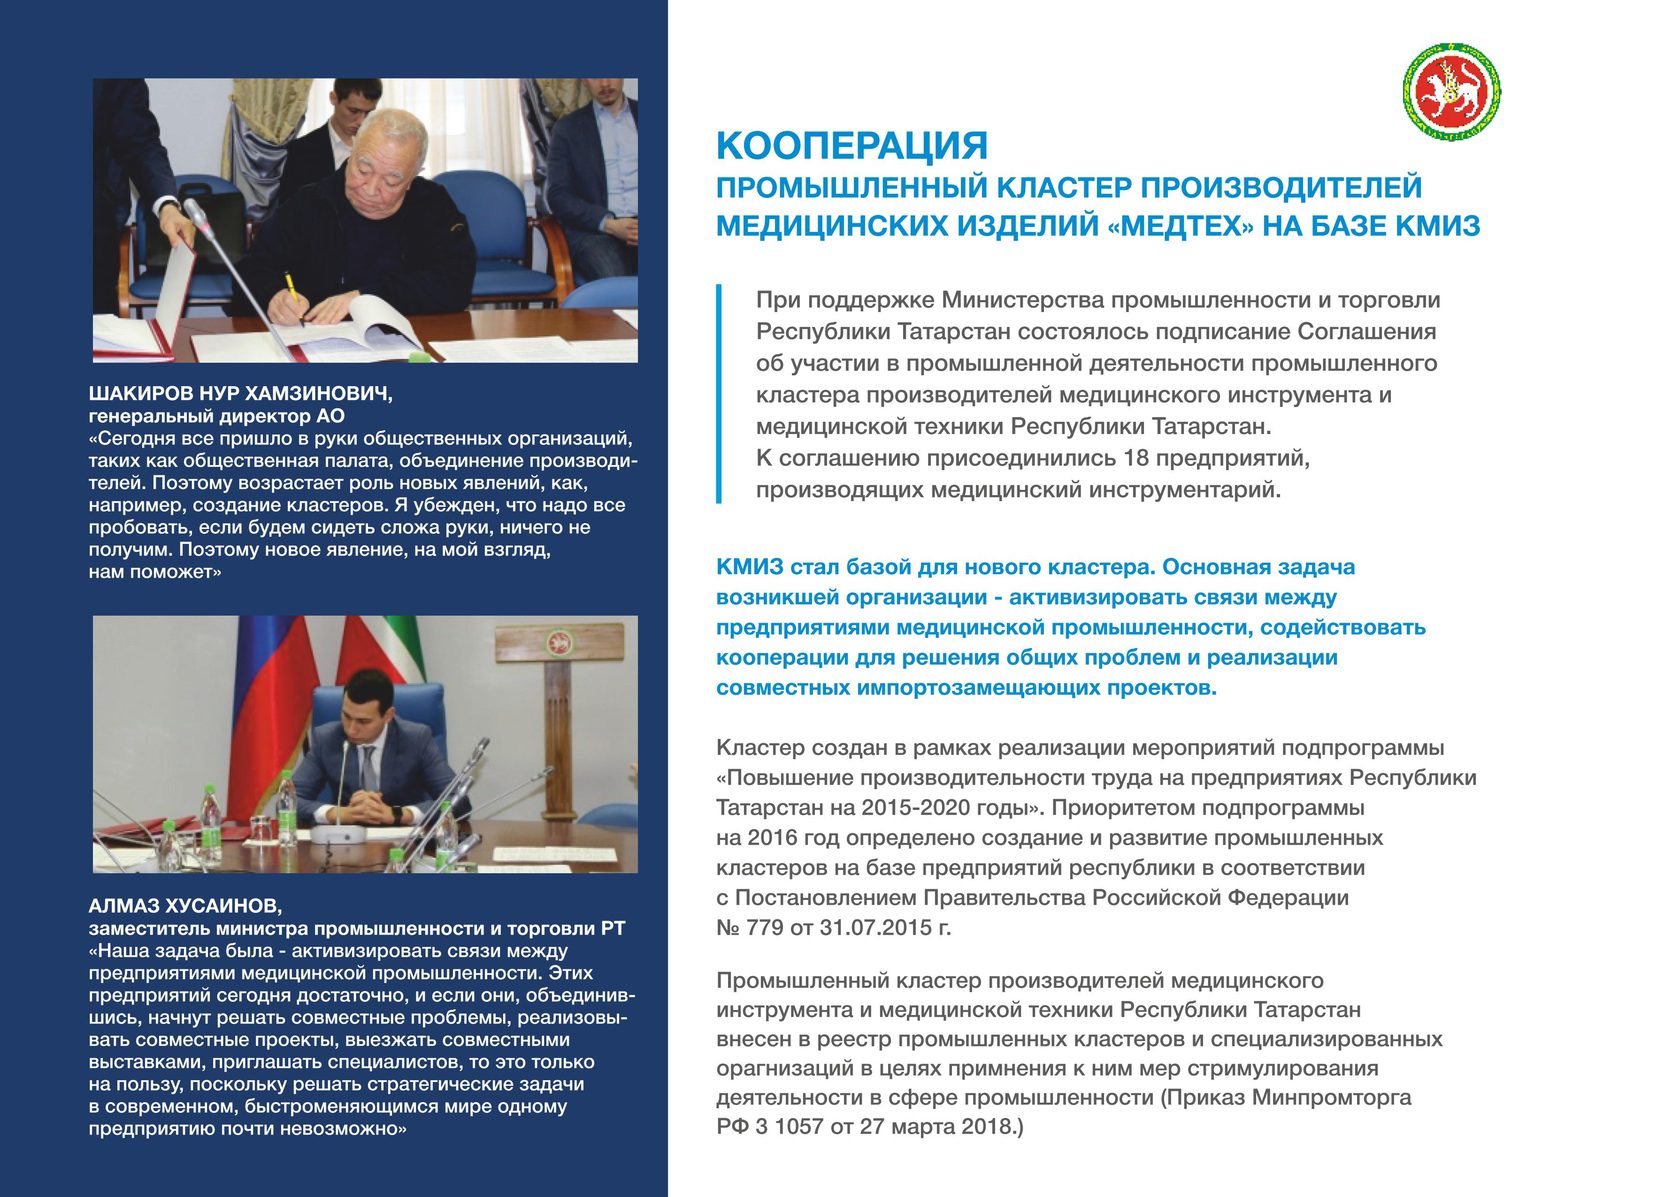 ШАКИРОВ НУР ХАМЗИНОВИЧ,
генеральный директор АО
«Сегодня все пришло в руки общественных организаций,
таких как общественная палата, объединение производи-
телей. Поэтому возрастает роль новых явлений, как,
например, создание кластеров. Я убежден, что надо все
пробовать, если будем сидеть сложа руки, ничего не
получим. Поэтому новое явление, на мой взгляд,
нам поможет»
АЛМАЗ ХУСАИНОВ,
заместитель министра промышленности и торговли РТ
«Наша задача была - активизировать связи между
предприятиями медицинской промышленности. Этих
предприятий сегодня достаточно, и если они, объединив-
шись, начнут решать совместные проблемы, реализовы-
вать совместные проекты, выезжать совместными
выставками, приглашать специалистов, то это только
на пользу, поскольку решать стратегические задачи
в современном, быстроменяющимся мире одному
предприятию почти невозможно»
КООПЕРАЦИЯ
ПРОМЫШЛЕННЫЙ КЛАСТЕР ПРОИЗВОДИТЕЛЕЙ
МЕДИЦИНСКИХ ИЗДЕЛИЙ «МЕДТЕХ» НА БАЗЕ КМИЗ
При поддержке Министерства промышленности и торговли
Республики Татарстан состоялось подписание Соглашения
об участии в промышленной деятельности промышленного
кластера производителей медицинского инструмента и
медицинской техники Республики Татарстан.
К соглашению присоединились 18 предприятий,
производящих медицинский инструментарий.
КМИЗ стал базой для нового кластера. Основная задача
возникшей организации - активизировать связи между
предприятиями медицинской промышленности, содействовать
кооперации для решения общих проблем и реализации
совместных импортозамещающих проектов.
Кластер создан в рамках реализации мероприятий подпрограммы
«Повышение производительности труда на предприятиях Республики
Татарстан на 2015-2020 годы». Приоритетом подпрограммы
на 2016 год определено создание и развитие промышленных
кластеров на базе предприятий республики в соответствии
с Постановлением Правительства Российской Федерации
№ 779 от 31.07.2015 г.
Промышленный кластер производителей медицинского
инструмента и медицинской техники Республики Татарстан
внесен в реестр промышленных кластеров и специализированных
орагнизаций в целях примнения к ним мер стримулирования
деятельности в сфере промышленности (Приказ Минпромторга
РФ З 1057 от 27 марта 2018.)